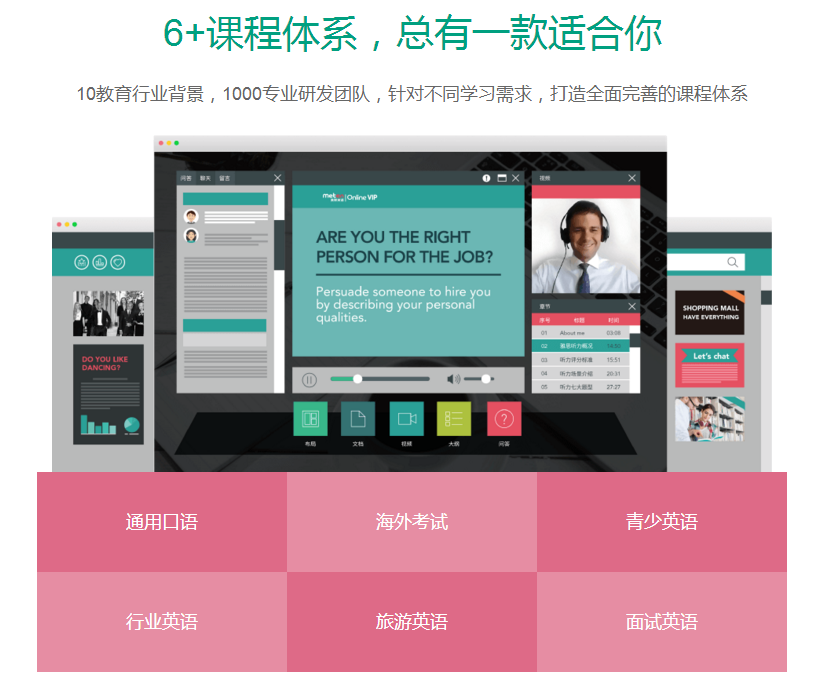 6+课程体系，总有一款适合你
10教育行业背景，1000专业研发团队，针对不同学习需求，打造全面完善的课程体系
问答 聊天 留言
Online VIP
ARE YOU THE RIGHT
PERSON FOR THE JOB?
Persuade someone to hire you
by describing your personal
qualities.
视频
章节
序号 标题 时间
01 About me 03:08
02 雅思听力概况 14:50
03 听力评分标准 15:51
04 听力场景介绍 27:31
05 听力七大题型 27:27
布局 文档 视频 大纲 问答
DO YOU LIKE
DANCING?
SHOPPING MALL
HAVE EVERYTHING
Let's chat
通用口语 海外考试 青少英语
行业英语 旅游英语 面试英语